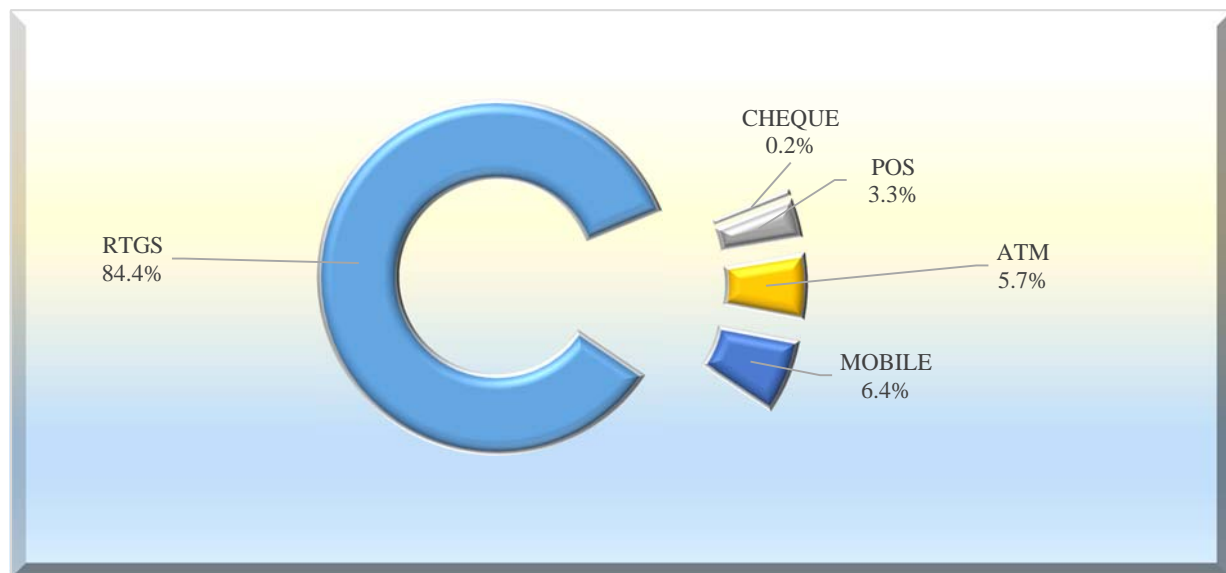 CHEQUE
0.2%
POS
3.3%
RTGS
84.4%
ATM
5.7%
MOBILE
6.4%